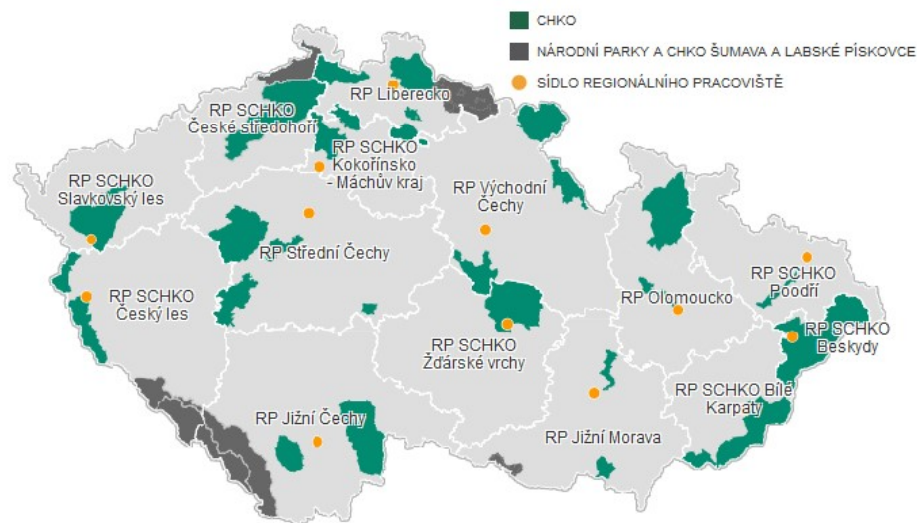 CHKO
NÁRODNÍ PARKY A CHKO ŠUMAVA A LABSKÉ PÍSKOVCE
SÍDLO REGIONÁLNÍHO PRACOVIŠTĚ
RP Liberecko
RP SCHKO
České středohoří
RP SCHKO
Kokořínsko
- Máchův kraj
RP SCHKO
Slavkovský les
RP Východní
Čechy
RP Střední Čechy
RP SCHKO
Poodří
RP SCHKO
Český les
RP Olomoucko
RP SCHKO
Beskydy
RP SCHKO
Žďárské vrchy
RP SCHKO Bílé
Karpaty
RP Jižní Čechy
RP Jižní Morava